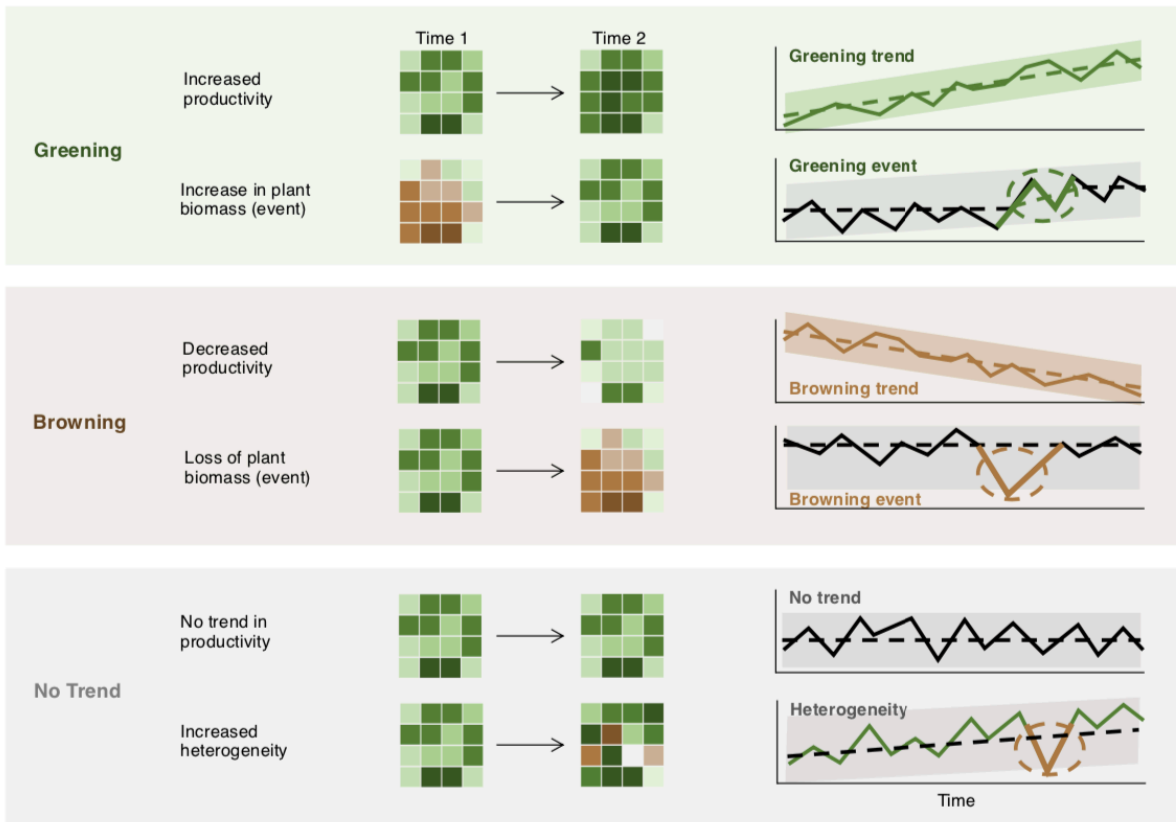 Time 1
Time 2
Greening
Increased
productivity
Greening trend
Increase in plant
biomass (event)
Greening event
Browning
Decreased
productivity
Browning trend
Loss of plant
biomass (event)
Browning event
No Trend
No trend in
productivity
No trend
Increased
heterogeneity
Heterogeneity
Time